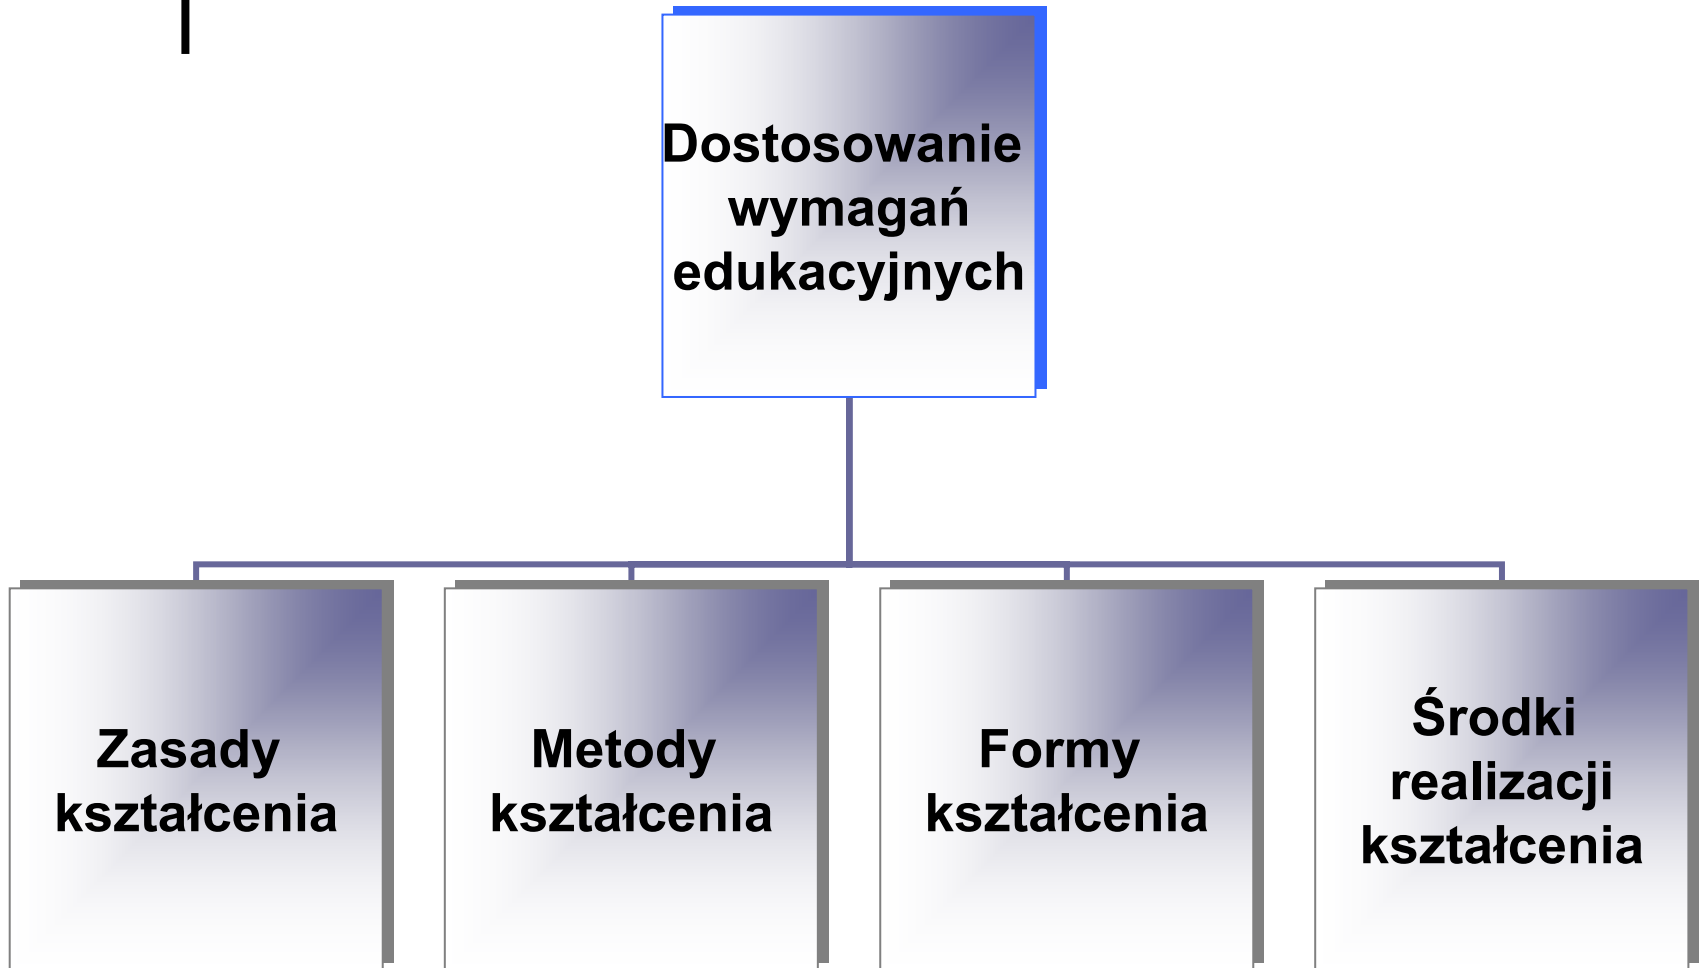 Dostosowanie
wymagań
edukacyjnych
Zasady
kształcenia
Metody
kształcenia
Formy
kształcenia
Środki
realizacji
kształcenia